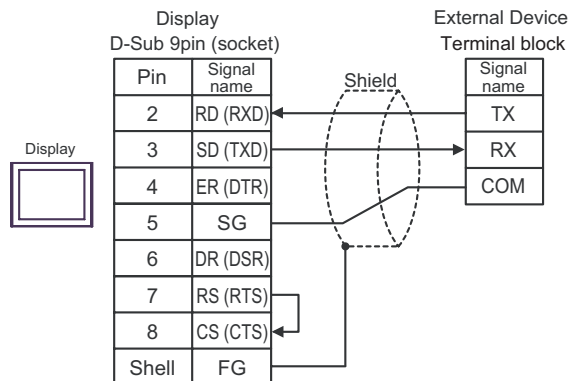 Display
D-Sub 9pin (socket)
External Device
Terminal block
Pin
Signal
name
Shield
Signal
name
2
RD (RXD)
TX
Display
3
SD (TXD)
RX
4
ER (DTR)
COM
5
SG
6
DR (DSR)
7
RS (RTS)
8
CS (CTS)
Shell
FG